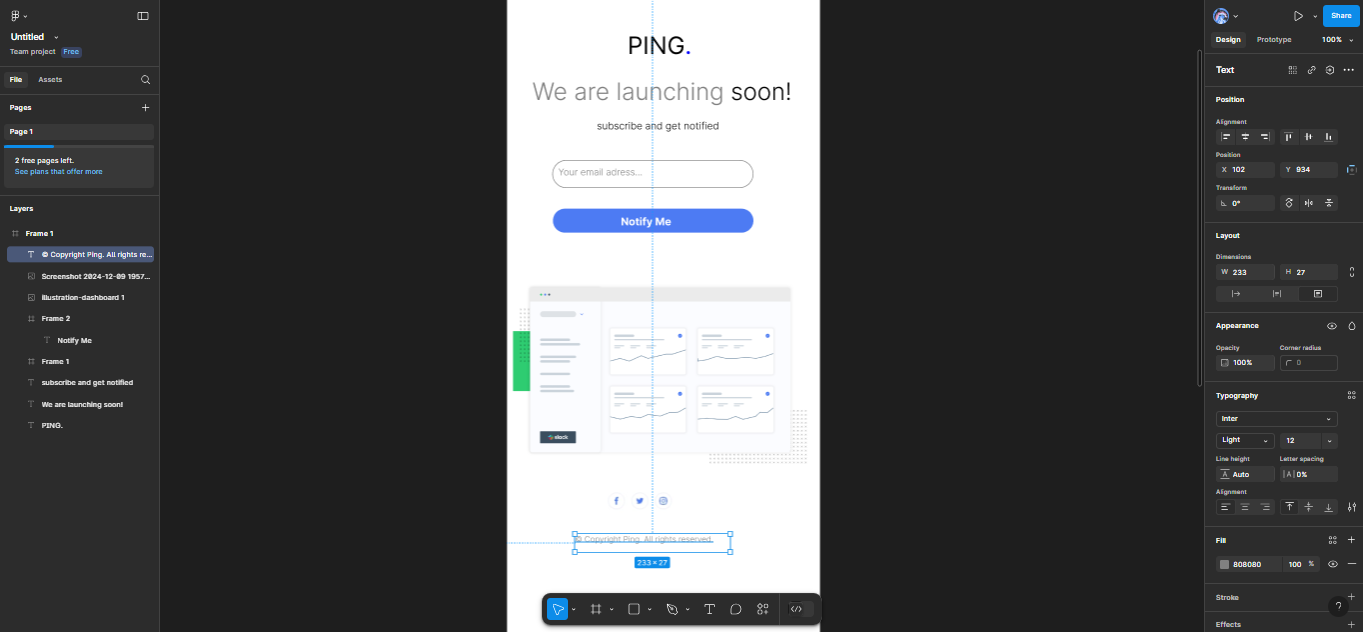 Untitled
Team project Free
File Assets
Pages
Page 1
2 free pages left.
See plans that offer more
Layers
Frame 1
© Copyright Ping. All rights re...
Screenshot 2024-12-09 1957...
illustration-dashboard 1
Frame 2
Notify Me
Frame 1
subscribe and get notified
We are launching soon!
PING.
PING.
We are launching soon!
subscribe and get notified
Your email adress...
Notify Me
slack
© Copyright Ping. All rights reserved.
233 × 27
Share
Design Prototype 100%
Text
Position
Alignment
Position
X 102 Y 934
Transform
0°
Layout
Dimensions
W 233 H 27
Appearance
Opacity Corner radius
100% 0
Typography
Inter
Light 12
Line height Letter spacing
Auto |A| 0%
Alignment
Fill
808080 100 %
Stroke
?
Effects